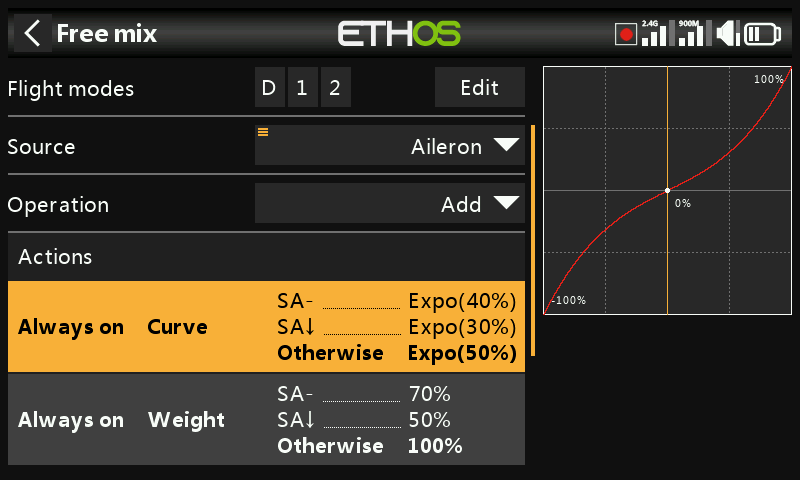 Free mix
ETHOS
2.4G 900M
Flight modes D 1 2 Edit
Source Aileron
Operation Add
Actions
Always on Curve
SA- Expo(40%)
SA↓ Expo(30%)
Otherwise Expo(50%)
Always on Weight
SA- 70%
SA↓ 50%
Otherwise 100%
100%
0%
-100%